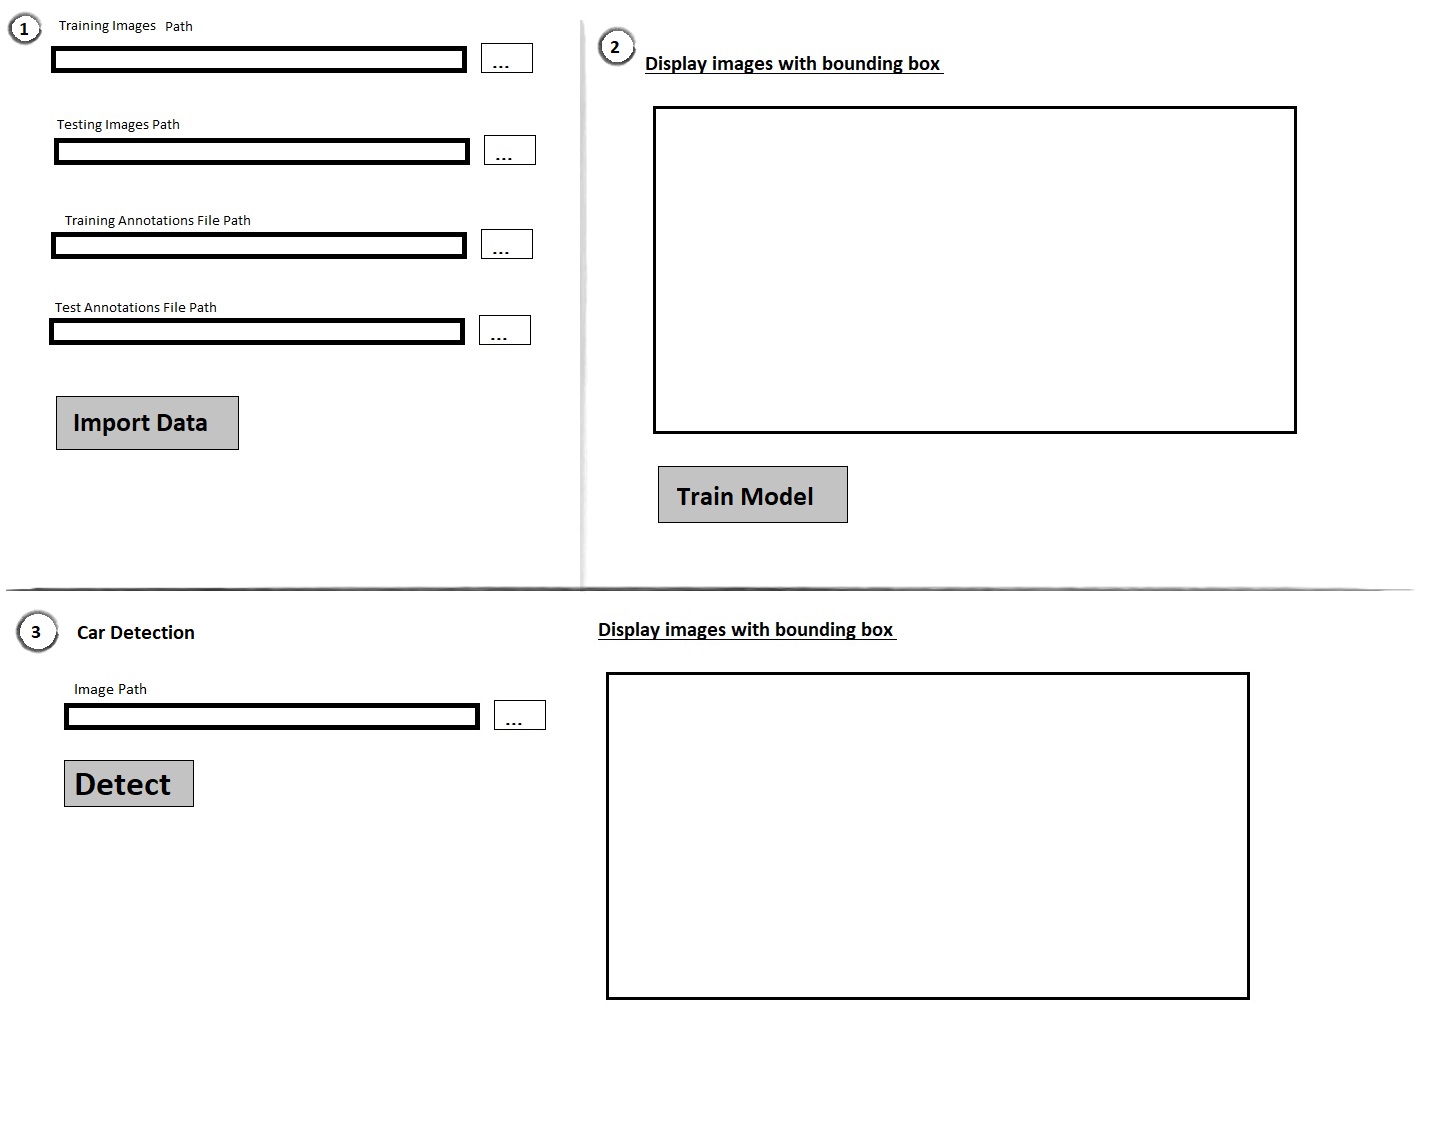 1
Training Images Path
...
Testing Images Path
...
Training Annotations File Path
...
Test Annotations File Path
...
Import Data
2
Display images with bounding box
Train Model
3
Car Detection
Image Path
...
Detect
Display images with bounding box